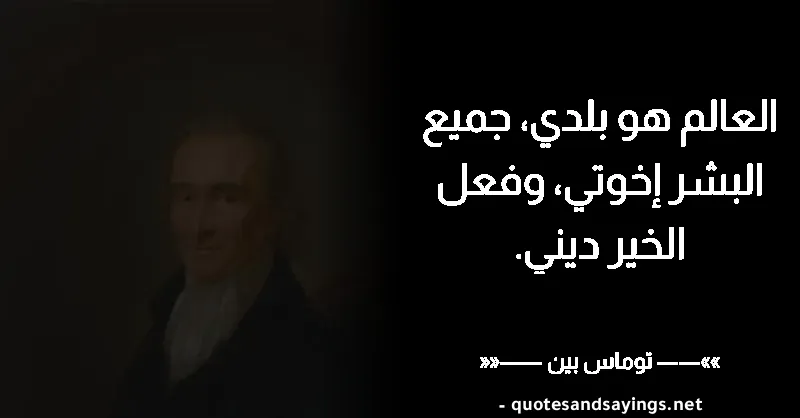 العالم هو بلدي، جميع
البشر إخوتي، وفعل
الخير ديني.
»»—— توماس بين ——««
- quotesandsayings.net